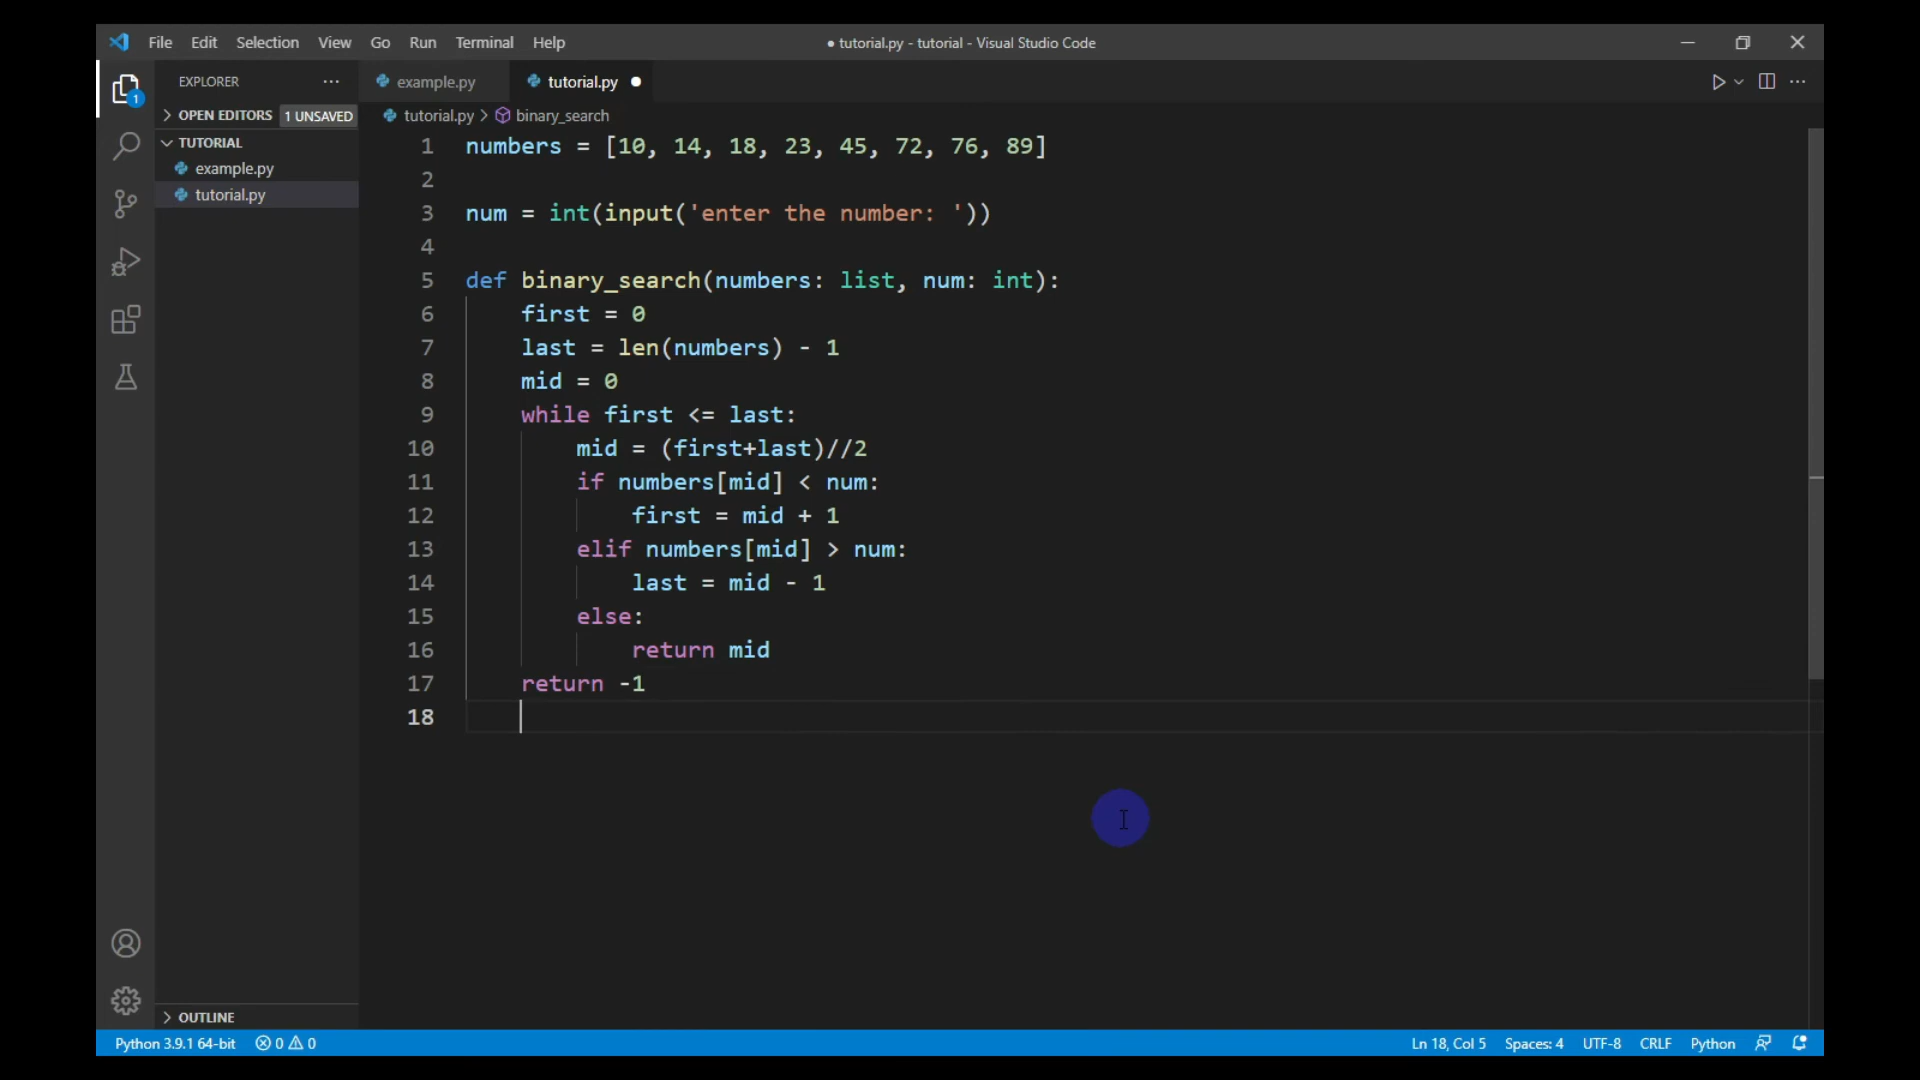 File Edit Selection View Go Run Terminal Help
● tutorial.py - tutorial - Visual Studio Code
EXPLORER ···
example.py
tutorial.py ●
1
OPEN EDITORS 1 UNSAVED
tutorial.py > binary_search
TUTORIAL
example.py
tutorial.py
1 numbers = [10, 14, 18, 23, 45, 72, 76, 89]
2
3 num = int(input('enter the number: '))
4
5 def binary_search(numbers: list, num: int):
6     first = 0
7     last = len(numbers) - 1
8     mid = 0
9     while first <= last:
10         mid = (first+last)//2
11         if numbers[mid] < num:
12             first = mid + 1
13         elif numbers[mid] > num:
14             last = mid - 1
15         else:
16             return mid
17     return -1
18
OUTLINE
Python 3.9.1 64-bit 0 0
Ln 18, Col 5 Spaces: 4 UTF-8 CRLF Python